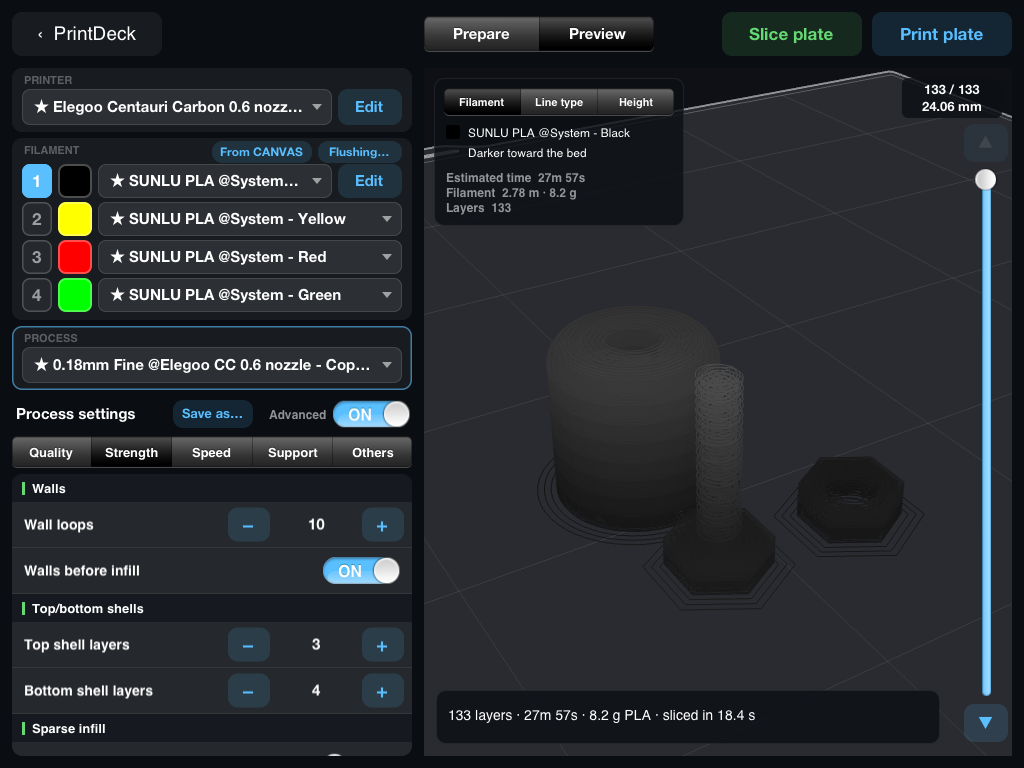 ‹ PrintDeck
Prepare
Preview
Slice plate
Print plate
PRINTER
★ Elegoo Centauri Carbon 0.6 nozz...
Edit
FILAMENT
From CANVAS
Flushing...
1
★ SUNLU PLA @System...
Edit
2
★ SUNLU PLA @System - Yellow
3
★ SUNLU PLA @System - Red
4
★ SUNLU PLA @System - Green
PROCESS
★ 0.18mm Fine @Elegoo CC 0.6 nozzle - Cop...
Process settings
Save as...
Advanced
ON
Quality
Strength
Speed
Support
Others
Walls
Wall loops
− 10 +
Walls before infill
ON
Top/bottom shells
Top shell layers
− 3 +
Bottom shell layers
− 4 +
Sparse infill
Filament
Line type
Height
SUNLU PLA @System - Black
Darker toward the bed
Estimated time 27m 57s
Filament 2.78 m · 8.2 g
Layers 133
133 / 133
24.06 mm
133 layers · 27m 57s · 8.2 g PLA · sliced in 18.4 s